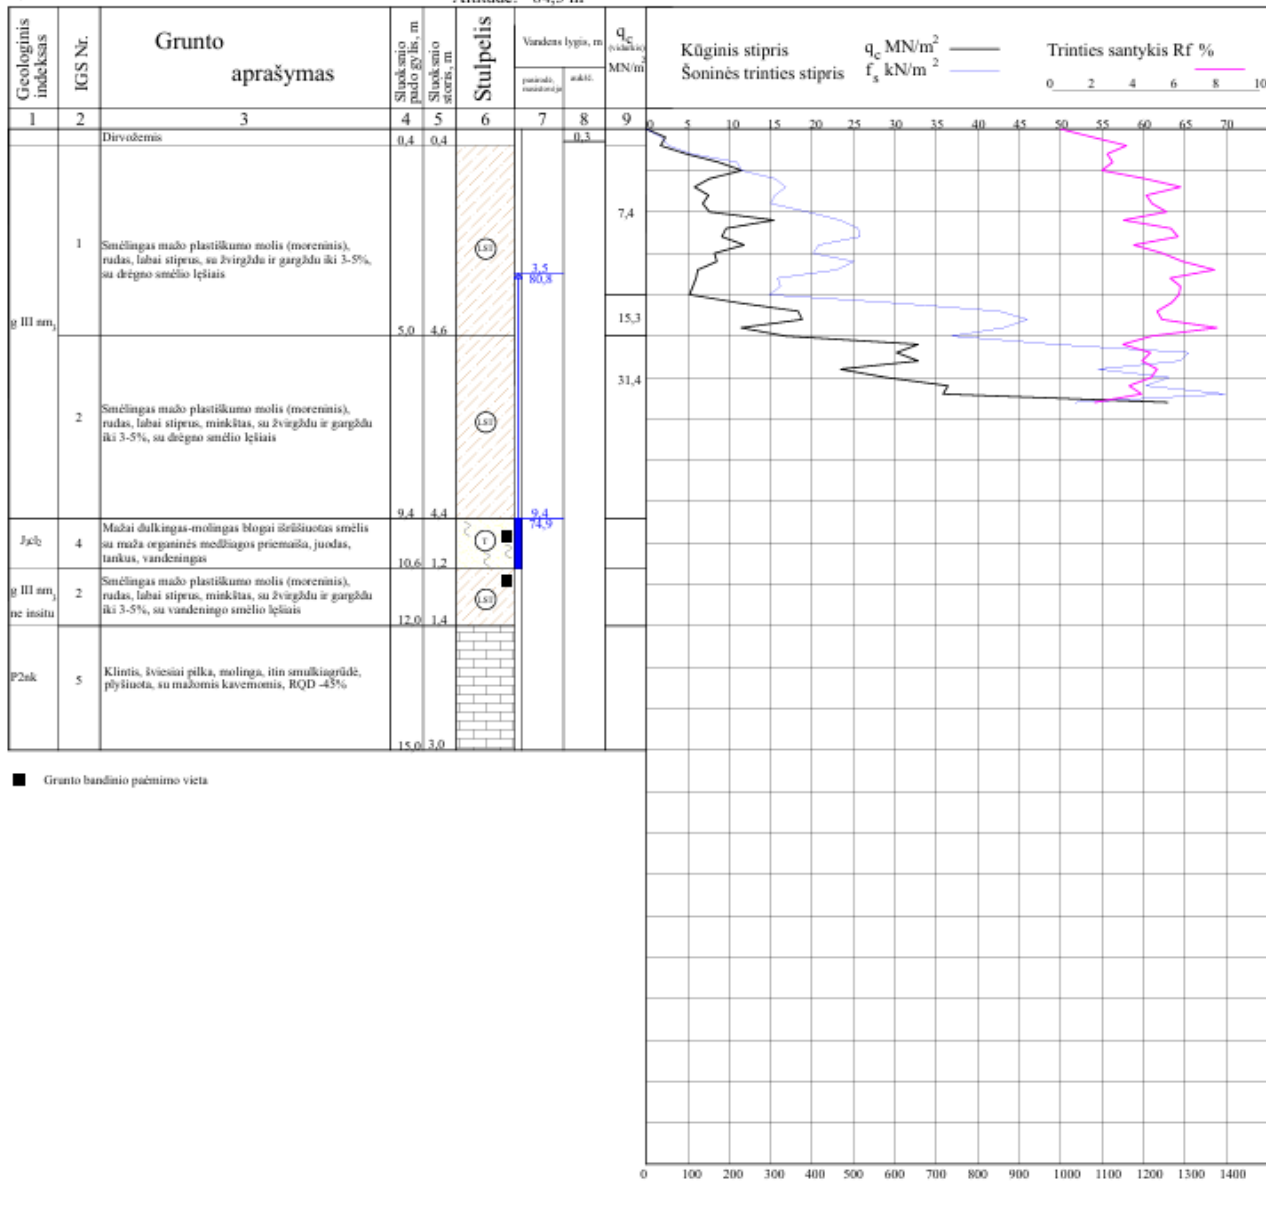 Geologinis indeksas
IGS Nr.
Grunto
aprašymas
Sluoksnio pado gylis, m
Sluoksnio storis, m
Stulpelis
Vandens lygis, m
aukšč.
qc
(vidurkis)
MN/m2
Kūginis stipris qc MN/m2
Šoninės trinties stipris fs kN/m2
Trinties santykis Rf %
0 2 4 6 8 10
1 2 3 4 5 6 7 8 9
0 5 10 15 20 25 30 35 40 45 50 55 60 65 70
Dirvožemis
0,4 0,4
0,3
g III nm3
1
Smėlingas mažo plastiškumo molis (moreninis),
rudas, labai stiprus, su žvirgždu ir gargždu iki 3-5%,
su drėgno smėlio lęšiais
LST
5,0 4,6
3,5
80,8
7,4
15,3
31,4
2
Smėlingas mažo plastiškumo molis (moreninis),
rudas, labai stiprus, minkštas, su žvirgždu ir gargždu
iki 3-5%, su drėgno smėlio lęšiais
LST
9,4 4,4
9,4
74,9
J3cl2
4
Mažai dulkingas-molingas blogai išrūšiuotas smėlis
su maža organinės medžiagos priemaiša, juodas,
tankus, vandeningas
T
10,6 1,2
g III nm3
ne insitu
2
Smėlingas mažo plastiškumo molis (moreninis),
rudas, labai stiprus, minkštas, su žvirgždu ir gargždu
iki 3-5%, su vandeningo smėlio lęšiais
LST
12,0 1,4
P2nk
5
Klintis, šviesiai pilka, molinga, itin smulkiagrūdė,
plyšiuota, su mažomis kavernomis, RQD -45%
15,0 3,0
Grunto bandinio paėmimo vieta
0 100 200 300 400 500 600 700 800 900 1000 1100 1200 1300 1400